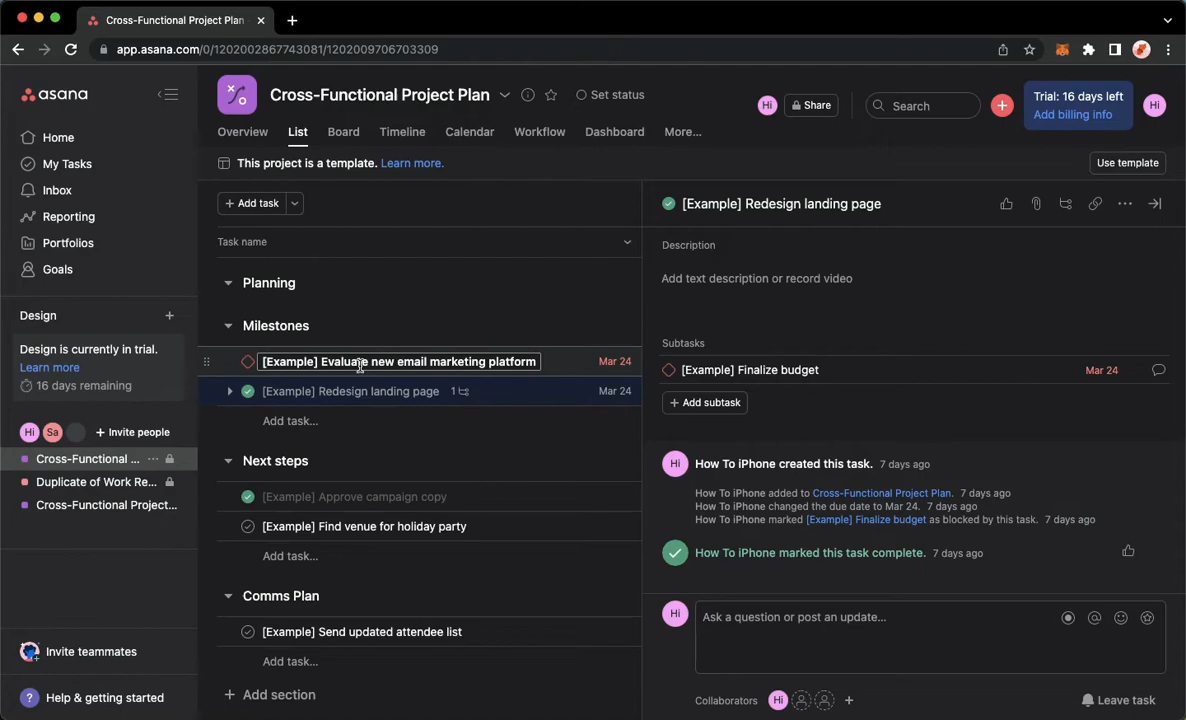 Cross-Functional Project Plan
app.asana.com/0/1202002867743081/1202009706703309
asana
Home
My Tasks
Inbox
Reporting
Portfolios
Goals
Design
Design is currently in trial.
Learn more
16 days remaining
Hi
Sa
Invite people
Cross-Functional ...
Duplicate of Work Re...
Cross-Functional Project...
Invite teammates
? Help & getting started
Cross-Functional Project Plan
Set status
Hi
Share
Search
Trial: 16 days left
Add billing info
Hi
Overview
List
Board
Timeline
Calendar
Workflow
Dashboard
More...
This project is a template. Learn more.
Use template
+ Add task
Task name
Planning
Milestones
[Example] Evaluate new email marketing platform Mar 24
[Example] Redesign landing page 1 Mar 24
Add task...
Next steps
[Example] Approve campaign copy
[Example] Find venue for holiday party
Add task...
Comms Plan
[Example] Send updated attendee list
Add task...
+ Add section
[Example] Redesign landing page
Description
Add text description or record video
Subtasks
[Example] Finalize budget Mar 24
+ Add subtask
Hi How To iPhone created this task. 7 days ago
How To iPhone added to Cross-Functional Project Plan. 7 days ago
How To iPhone changed the due date to Mar 24. 7 days ago
How To iPhone marked [Example] Finalize budget as blocked by this task. 7 days ago
How To iPhone marked this task complete. 7 days ago
Hi Ask a question or post an update...
Collaborators Hi
Leave task